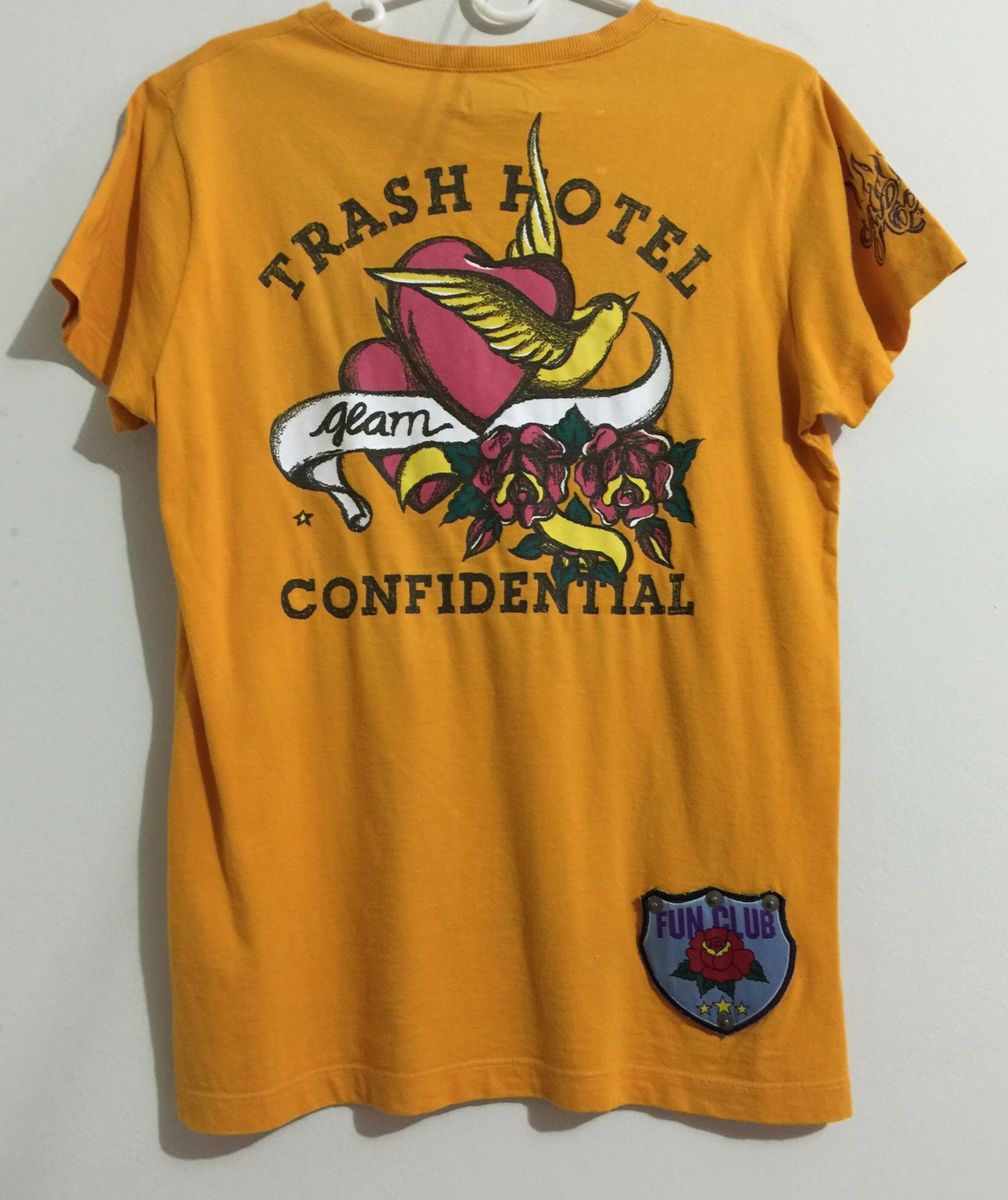 TRASH HOTEL
glam
CONFIDENTIAL
FUN CLUB